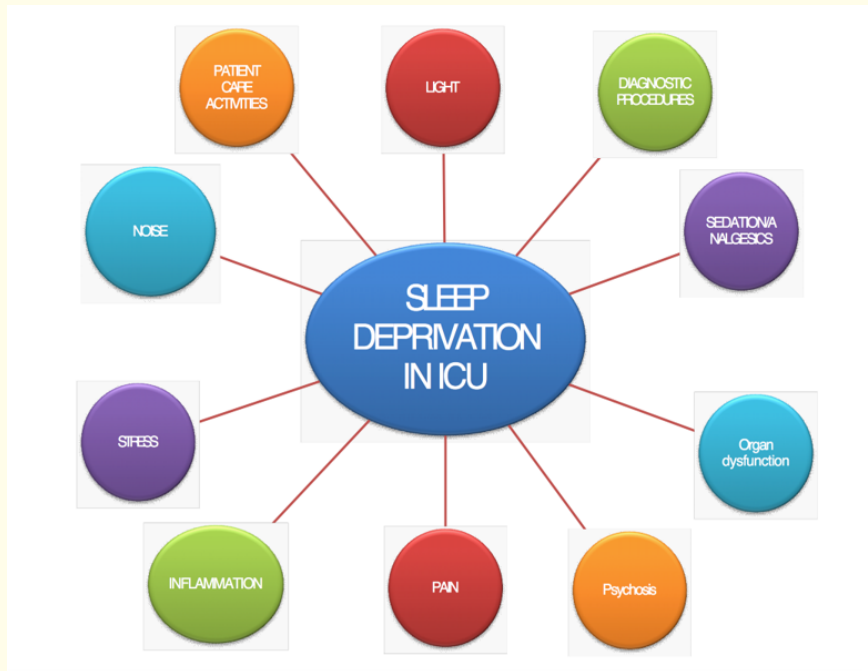 PATIENT
CARE
ACTIVITIES
LIGHT
DIAGNOSTIC
PROCEDURES
NOISE
SEDATION/A
NALGESICS
SLEEP
DEPRIVATION
IN ICU
STRESS
Organ
dysfunction
INFLAMMATION
PAIN
Psychosis